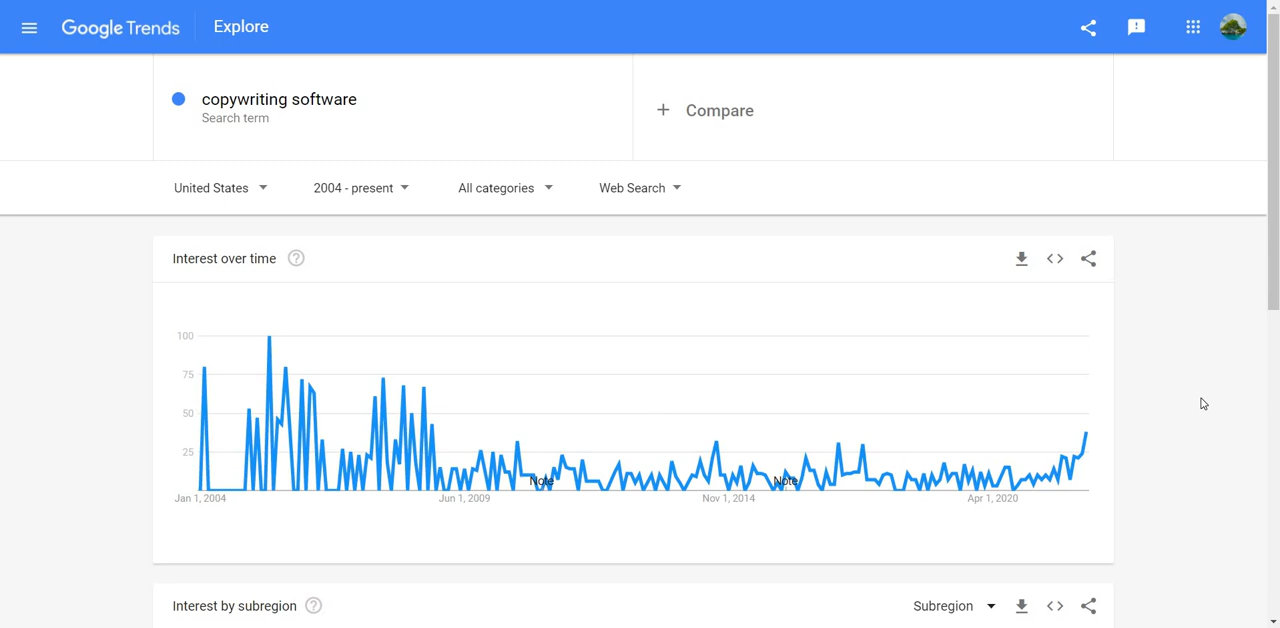 Google Trends Explore
copywriting software
Search term
+ Compare
United States 2004 - present All categories Web Search
Interest over time
100
75
50
25
Note Note
Jan 1, 2004 Jun 1, 2009 Nov 1, 2014 Apr 1, 2020
Interest by subregion Subregion